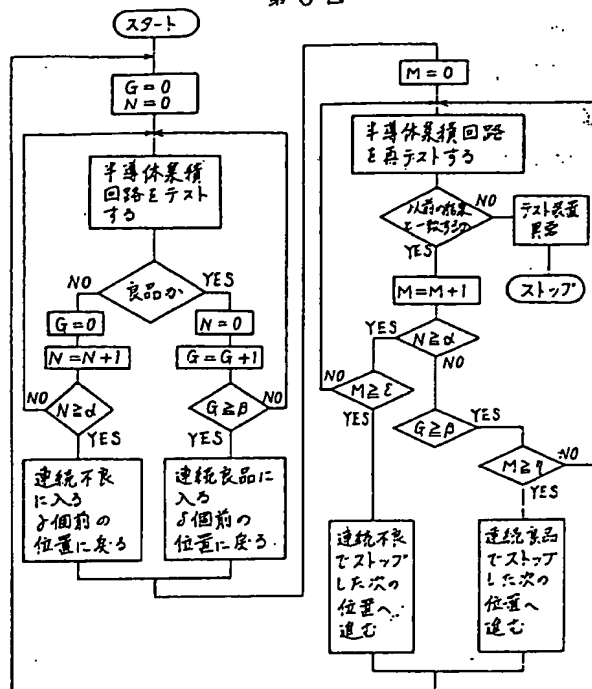 スタート
G=0
N=0
半導体集積
回路をテスト
する
良品か
NO
YES
G=0
N=N+1
N≧α
NO
YES
連続不良
に入る
γ個前の
位置に戻る
N=0
G=G+1
G≧β
NO
YES
連続良品に
入る
δ個前の
位置に戻る
M=0
半導体集積回路
を再テストする
以前の結果
と一致するか
NO
YES
テスト装置
異常
ストップ
M=M+1
N≧α
YES
NO
M≧ε
NO
YES
連続不良
でストップ
した次の
位置へ
進む
G≧β
YES
M≧η
NO
YES
連続良品
でストップ
した次の
位置へ
進む